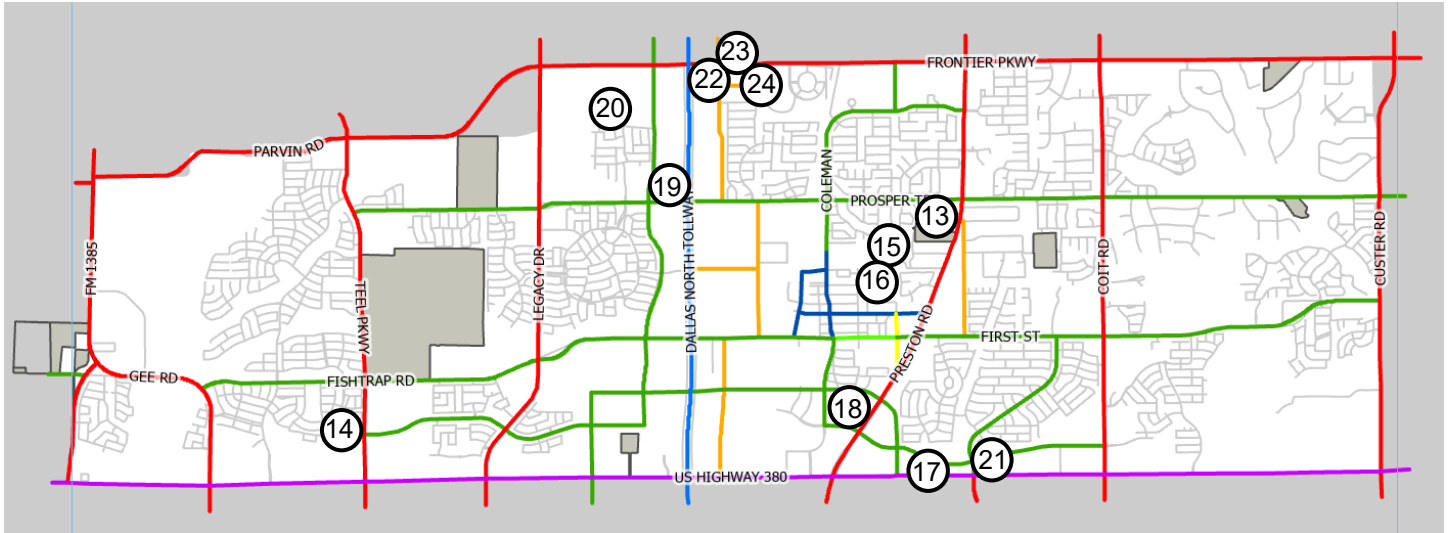 23
FRONTIER PKWY
22
24
20
PARVIN RD
COLEMAN
19
PROSPER T
13
FM 1385
TEEL PKWY
LEGACY DR
DALLAS NORTH TOLLWAY
15
16
COIT RD
CUSTER RD
FIRST ST
PRESTON RD
GEE RD
FISHTRAP RD
14
18
17
21
US HIGHWAY 380